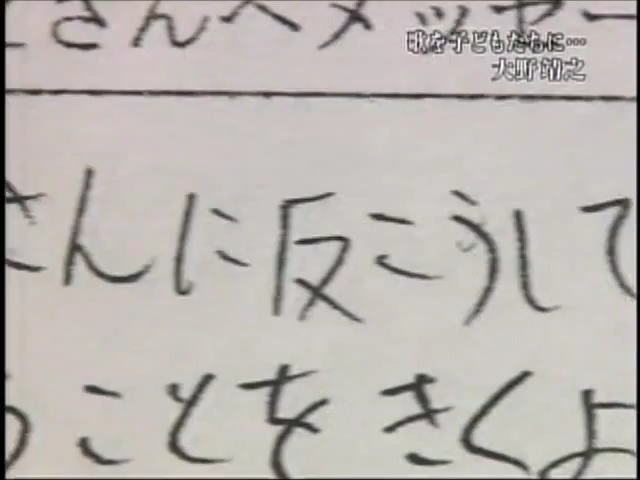 さんへメッセー
歌を子どもたちに…
大野靖之
さんに反こうして
うことをきくよ